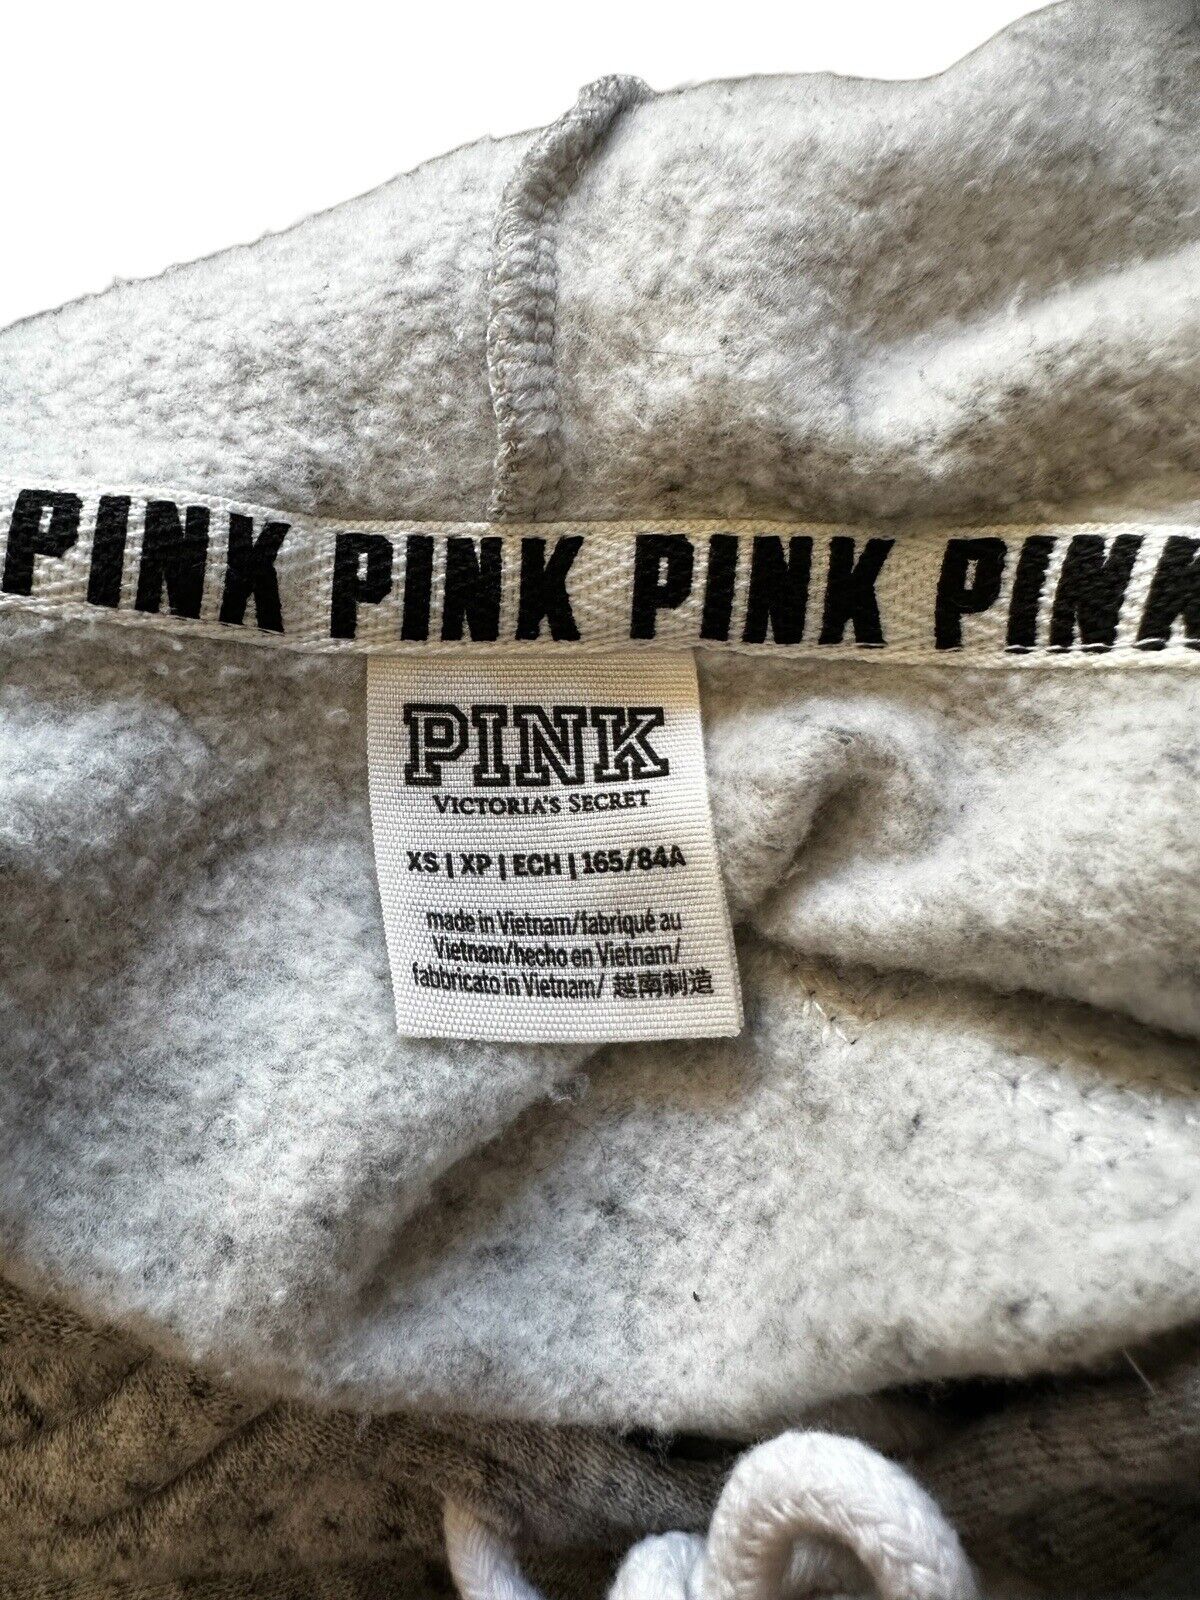 PINK PINK PINK PINK
PINK
VICTORIA'S SECRET
XS | XP | ECH | 165/84A
made in Vietnam/fabriqué au
Vietnam/hecho en Vietnam/
fabbricato in Vietnam/ 越南制造